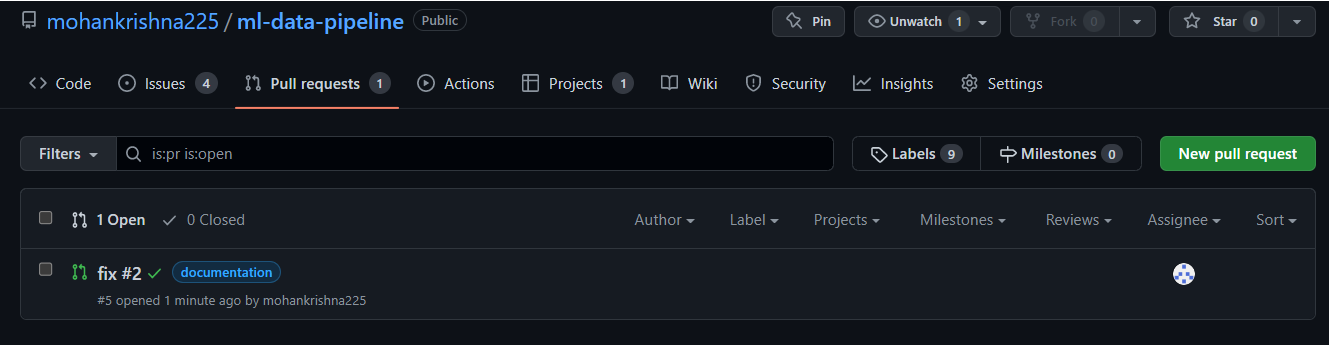 mohankrishna225 / ml-data-pipeline Public Pin Unwatch 1 Fork 0 Star 0
Code Issues 4 Pull requests 1 Actions Projects 1 Wiki Security Insights Settings
Filters is:pr is:open Labels 9 Milestones 0 New pull request
1 Open 0 Closed Author Label Projects Milestones Reviews Assignee Sort
fix #2 documentation
#5 opened 1 minute ago by mohankrishna225